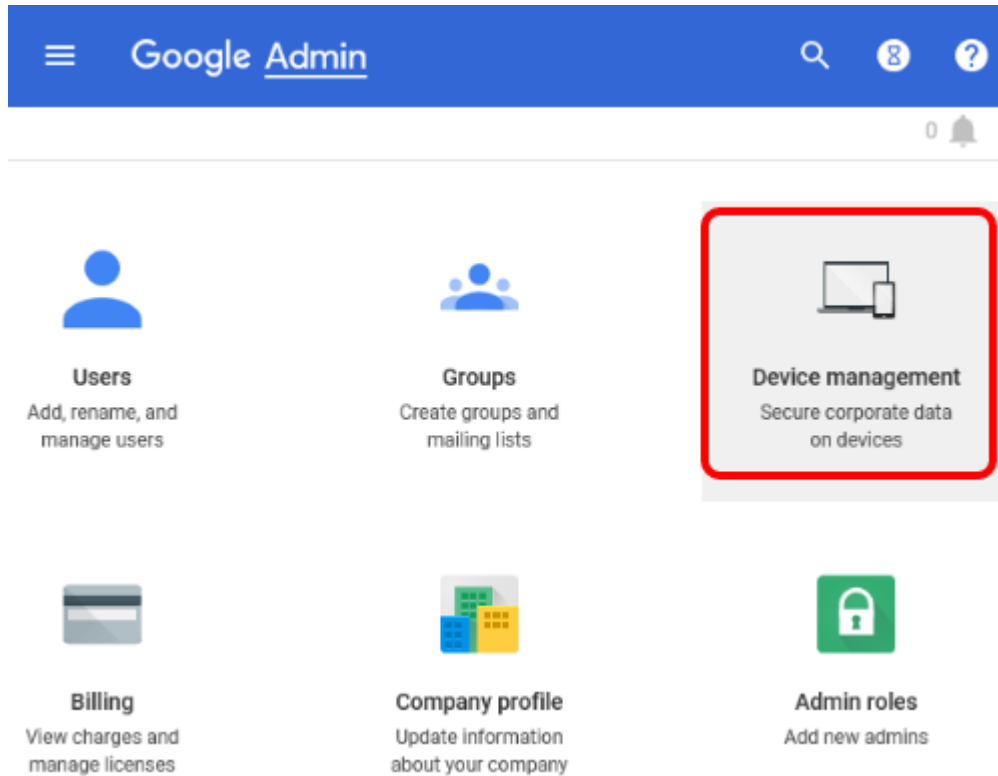 Google Admin
0
Users
Add, rename, and
manage users
Groups
Create groups and
mailing lists
Device management
Secure corporate data
on devices
Billing
View charges and
manage licenses
Company profile
Update information
about your company
Admin roles
Add new admins